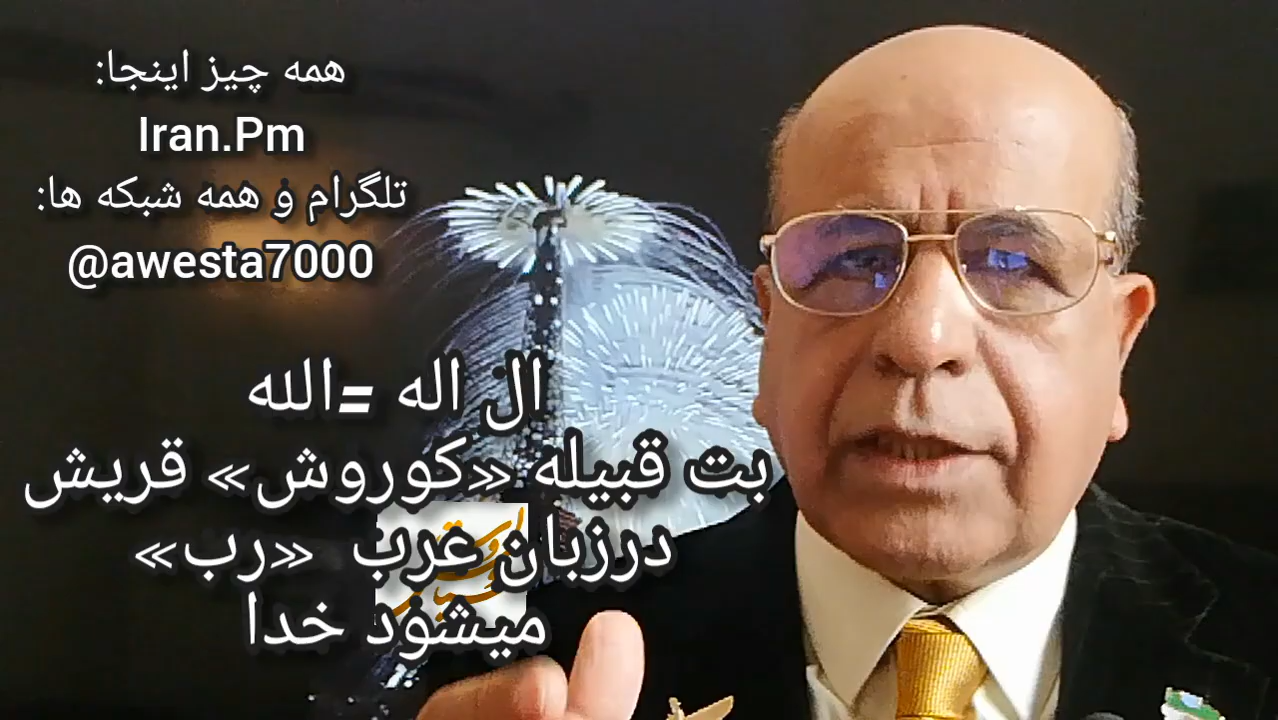 همه چیز اینجا:
Iran.Pm
تلگرام و همه شبکه ها:
@awesta7000
ال اله =الله
بت قبیله «کوروش» قریش
درزبان عرب «رب»
میشود خدا